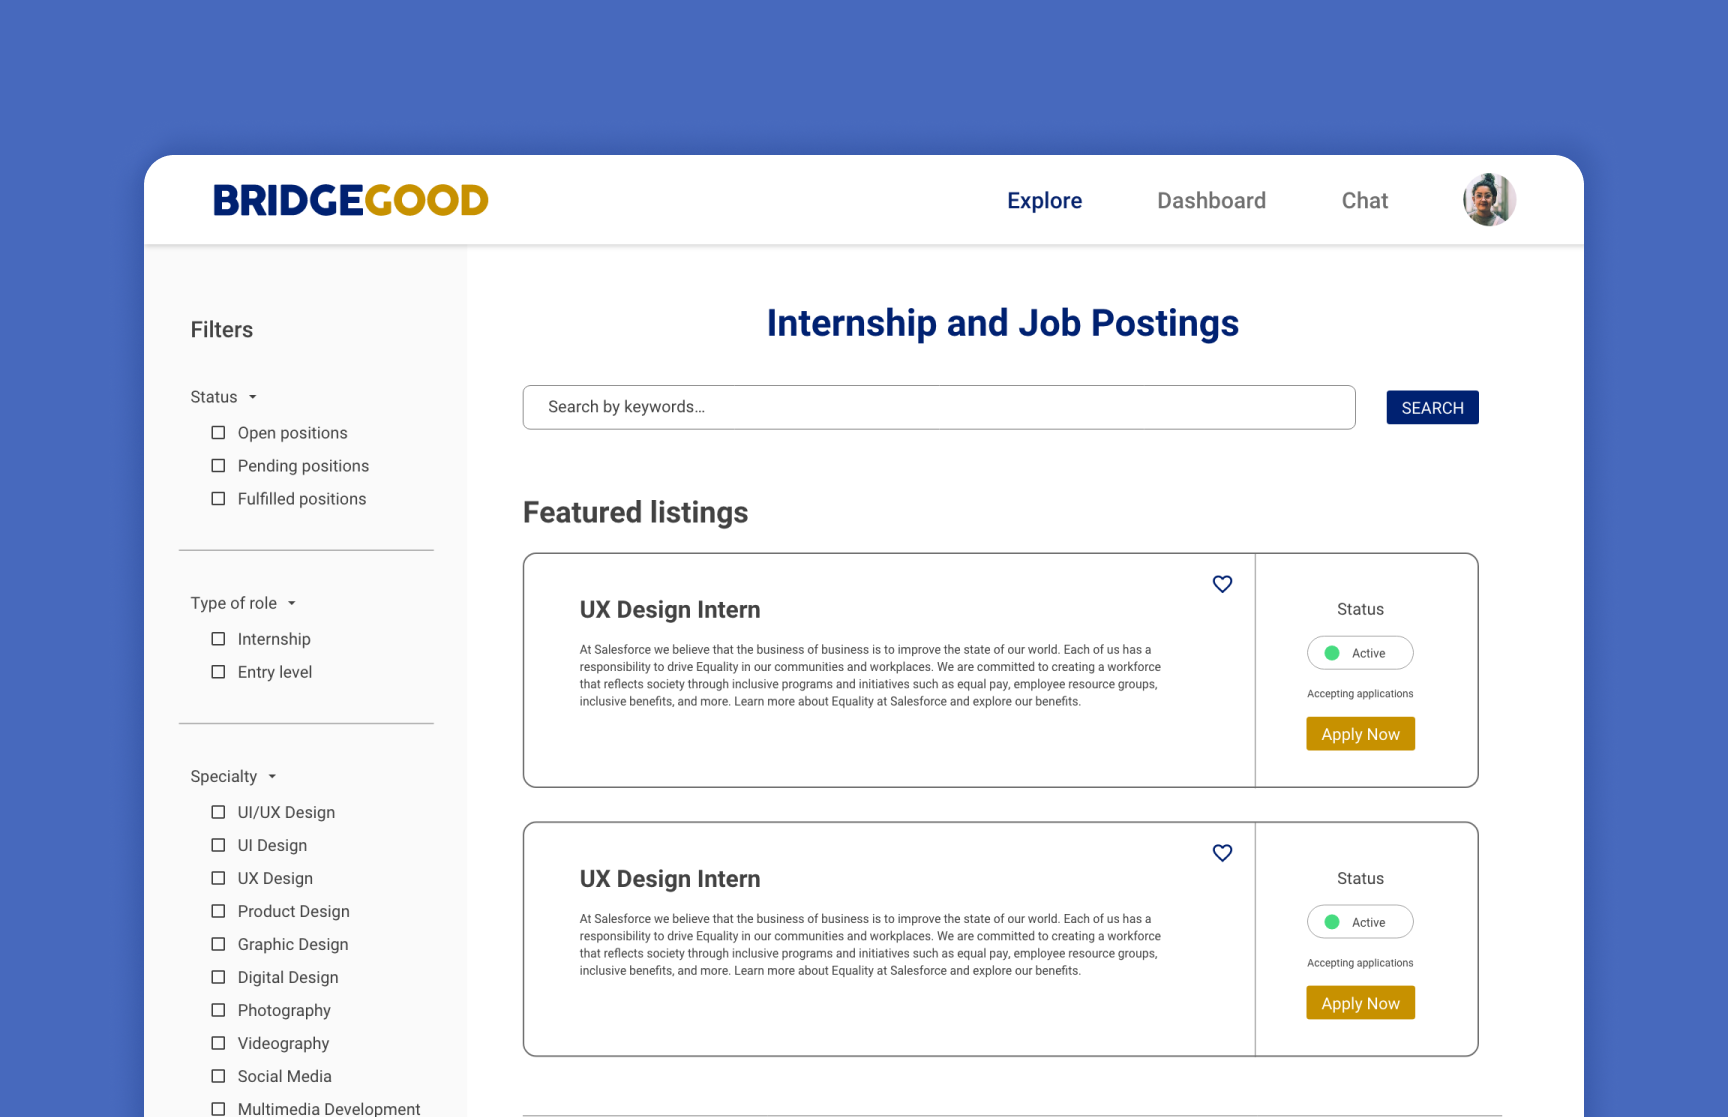 BRIDGEGOOD
Explore
Dashboard
Chat
Filters
Status
Open positions
Pending positions
Fulfilled positions
Type of role
Internship
Entry level
Specialty
UI/UX Design
UI Design
UX Design
Product Design
Graphic Design
Digital Design
Photography
Videography
Social Media
Multimedia Development
Internship and Job Postings
Search by keywords...
SEARCH
Featured listings
UX Design Intern
At Salesforce we believe that the business of business is to improve the state of our world. Each of us has a
responsibility to drive Equality in our communities and workplaces. We are committed to creating a workforce
that reflects society through inclusive programs and initiatives such as equal pay, employee resource groups,
inclusive benefits, and more. Learn more about Equality at Salesforce and explore our benefits.
Status
Active
Accepting applications
Apply Now
UX Design Intern
At Salesforce we believe that the business of business is to improve the state of our world. Each of us has a
responsibility to drive Equality in our communities and workplaces. We are committed to creating a workforce
that reflects society through inclusive programs and initiatives such as equal pay, employee resource groups,
inclusive benefits, and more. Learn more about Equality at Salesforce and explore our benefits.
Status
Active
Accepting applications
Apply Now